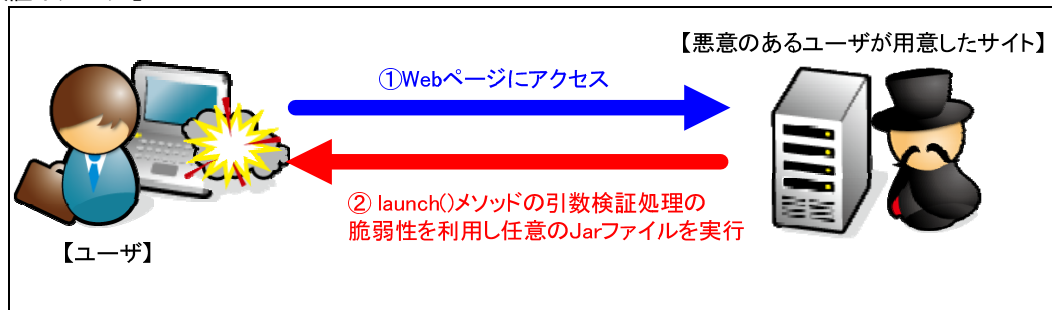 【悪意のあるユーザが用意したサイト】
①Webページにアクセス
② launch()メソッドの引数検証処理の
脆弱性を利用し任意のJarファイルを実行
【ユーザ】